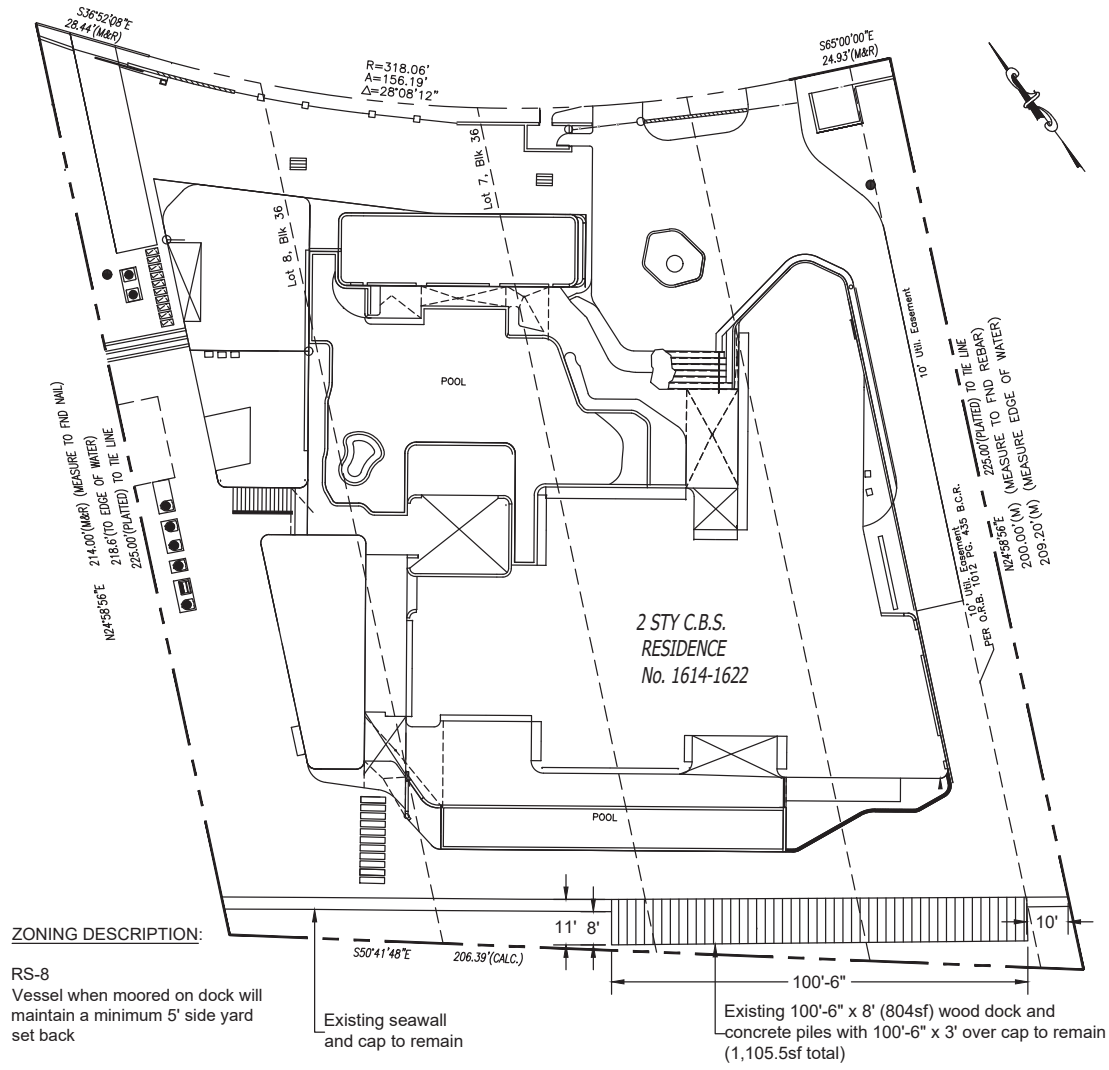 S36°52'08"E
28.44'(M&R)
R=318.06'
A=156.19'
Δ=28°08'12"
S65°00'00"E
24.93'(M&R)
Lot 8, Blk 36
Lot 7, Blk 36
10' Util. Easement
POOL
N24°58'56"E 214.00'(M&R) (MEASURE TO FND NAIL)
218.6'(TO EDGE OF WATER)
225.00'(PLATTED) TO TIE LINE
10' Util. Easement
PER O.R.B. 1012 PG. 435 B.C.R.
225.00'(PLATTED) TO TIE LINE
N24°58'56"E
200.00'(M) (MEASURE TO FND REBAR)
209.20'(M) (MEASURE EDGE OF WATER)
2 STY C.B.S.
RESIDENCE
No. 1614-1622
POOL
11' 8'
10'
S50°41'48"E 206.39'(CALC.)
100'-6"
ZONING DESCRIPTION:
RS-8
Vessel when moored on dock will
maintain a minimum 5' side yard
set back
Existing seawall
and cap to remain
Existing 100'-6" x 8' (804sf) wood dock and
concrete piles with 100'-6" x 3' over cap to remain
(1,105.5sf total)